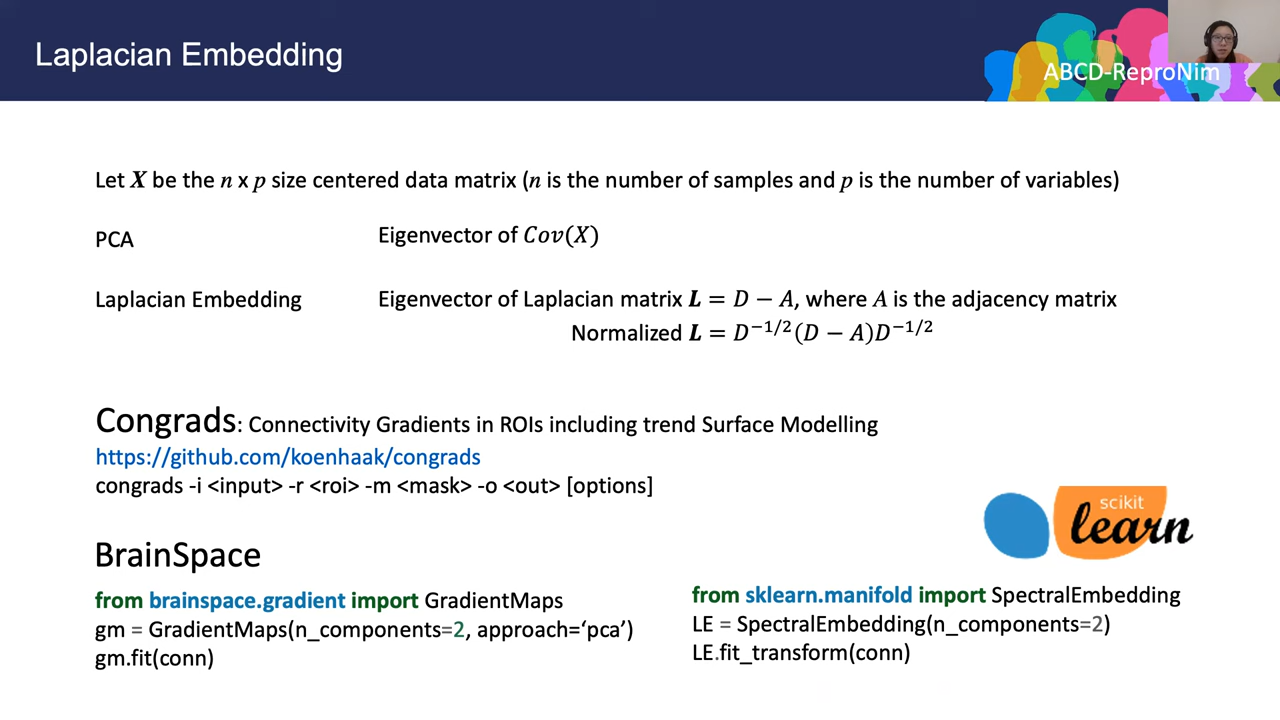 Laplacian Embedding
ABCD-ReproNim
Let X be the n x p size centered data matrix (n is the number of samples and p is the number of variables)
PCA
Eigenvector of Cov(X)
Laplacian Embedding
Eigenvector of Laplacian matrix L = D − A, where A is the adjacency matrix
Normalized L = D^−1/2(D − A)D^−1/2
Congrads: Connectivity Gradients in ROIs including trend Surface Modelling
https://github.com/koenhaak/congrads
congrads -i <input> -r <roi> -m <mask> -o <out> [options]
BrainSpace
from brainspace.gradient import GradientMaps
gm = GradientMaps(n_components=2, approach=‘pca’)
gm.fit(conn)
scikit
learn
from sklearn.manifold import SpectralEmbedding
LE = SpectralEmbedding(n_components=2)
LE.fit_transform(conn)